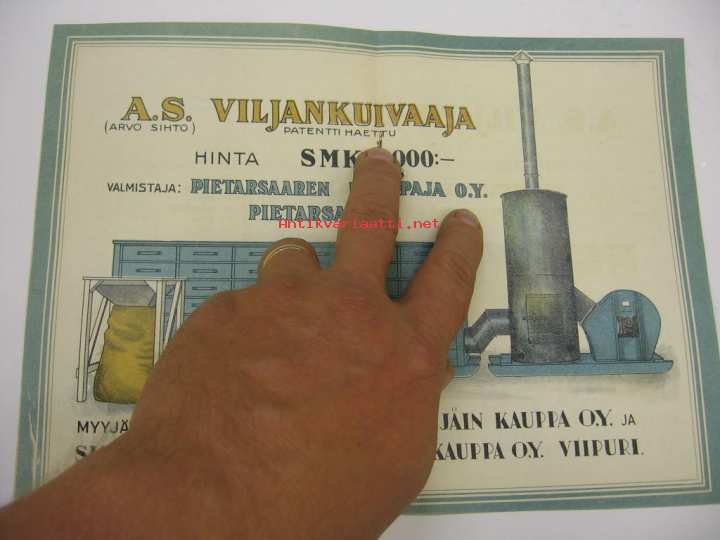 A.S. VILJANKUIVAAJA
(ARVO SIHTO) PATENTTI HAETTU
HINTA SMK 000:-
VALMISTAJA: PIETARSAAREN PAJA O.Y.
PIETARSA
Antikvariaatti.net
MYYJÄ JÄIN KAUPPA O.Y. JA
KAUPPA O.Y. VIIPURI.